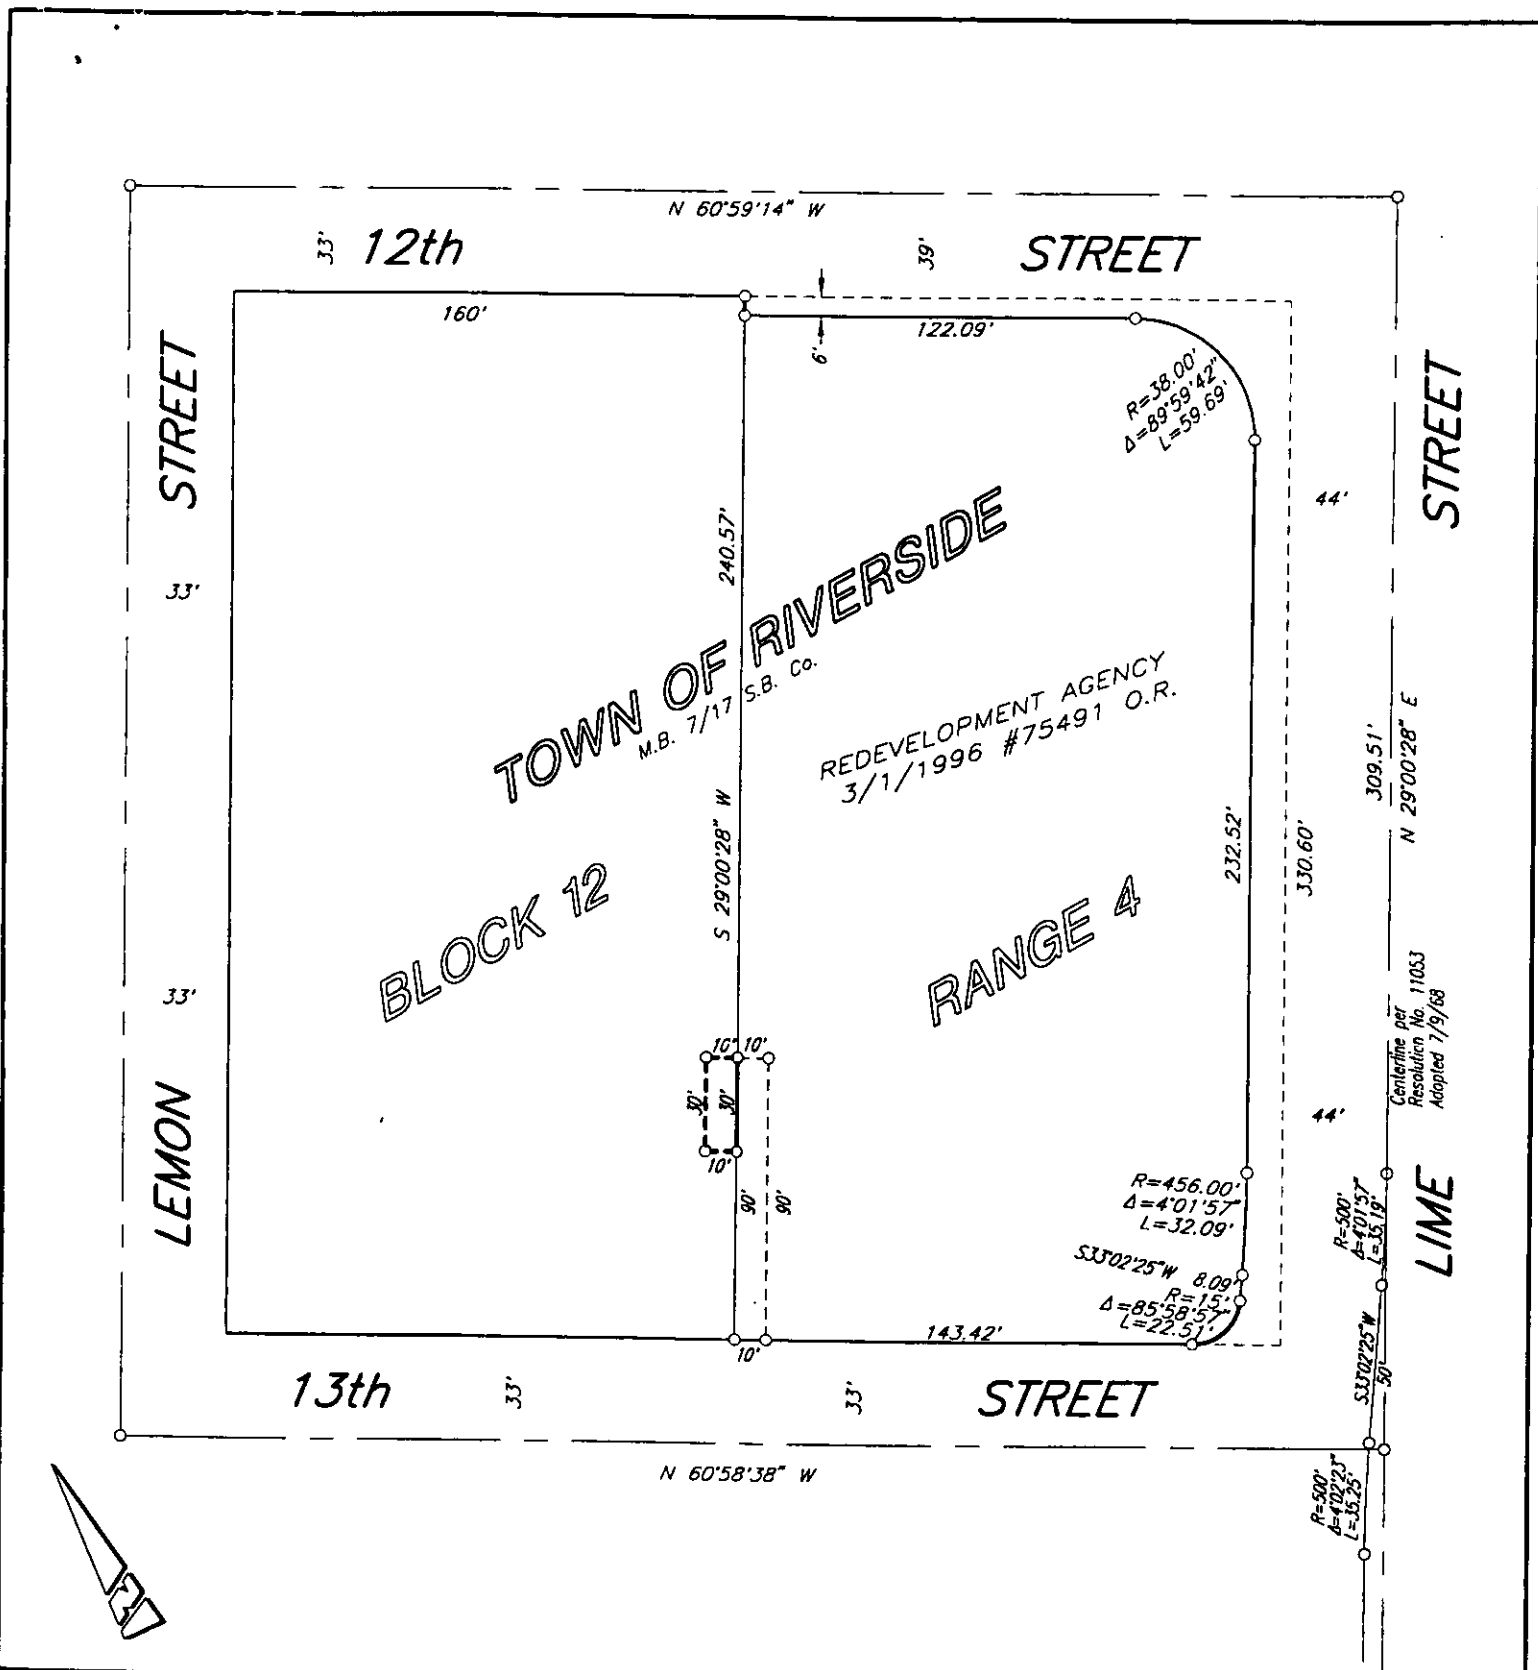 N 60°59'14" W
33'
12th
39'
STREET
160'
6'
122.09'
R=38.00'
Δ=89°59'42"
L=59.69'
STREET
STREET
44'
240.57'
33'
TOWN OF RIVERSIDE
M.B. 7/17 S.B. Co.
REDEVELOPMENT AGENCY
3/1/1996 #75491 O.R.
309.51'
N 29°00'28" E
S 29°00'28" W
232.52'
330.60'
BLOCK 12
RANGE 4
33'
Centerline per
Resolution No. 11053
Adopted 7/9/68
10'
10'
30'
30'
10'
44'
LEMON
90'
90'
R=456.00'
Δ=4°01'57"
L=32.09'
R=500'
Δ=4°01'57"
L=35.19'
LIME
S33°02'25"W 8.09'
R=15'
Δ=85°58'57"
L=22.51'
143.42'
10'
S33°02'25"W
50'
13th
33'
33'
STREET
N 60°58'38" W
R=500'
Δ=4°02'23"
L=35.25'
N